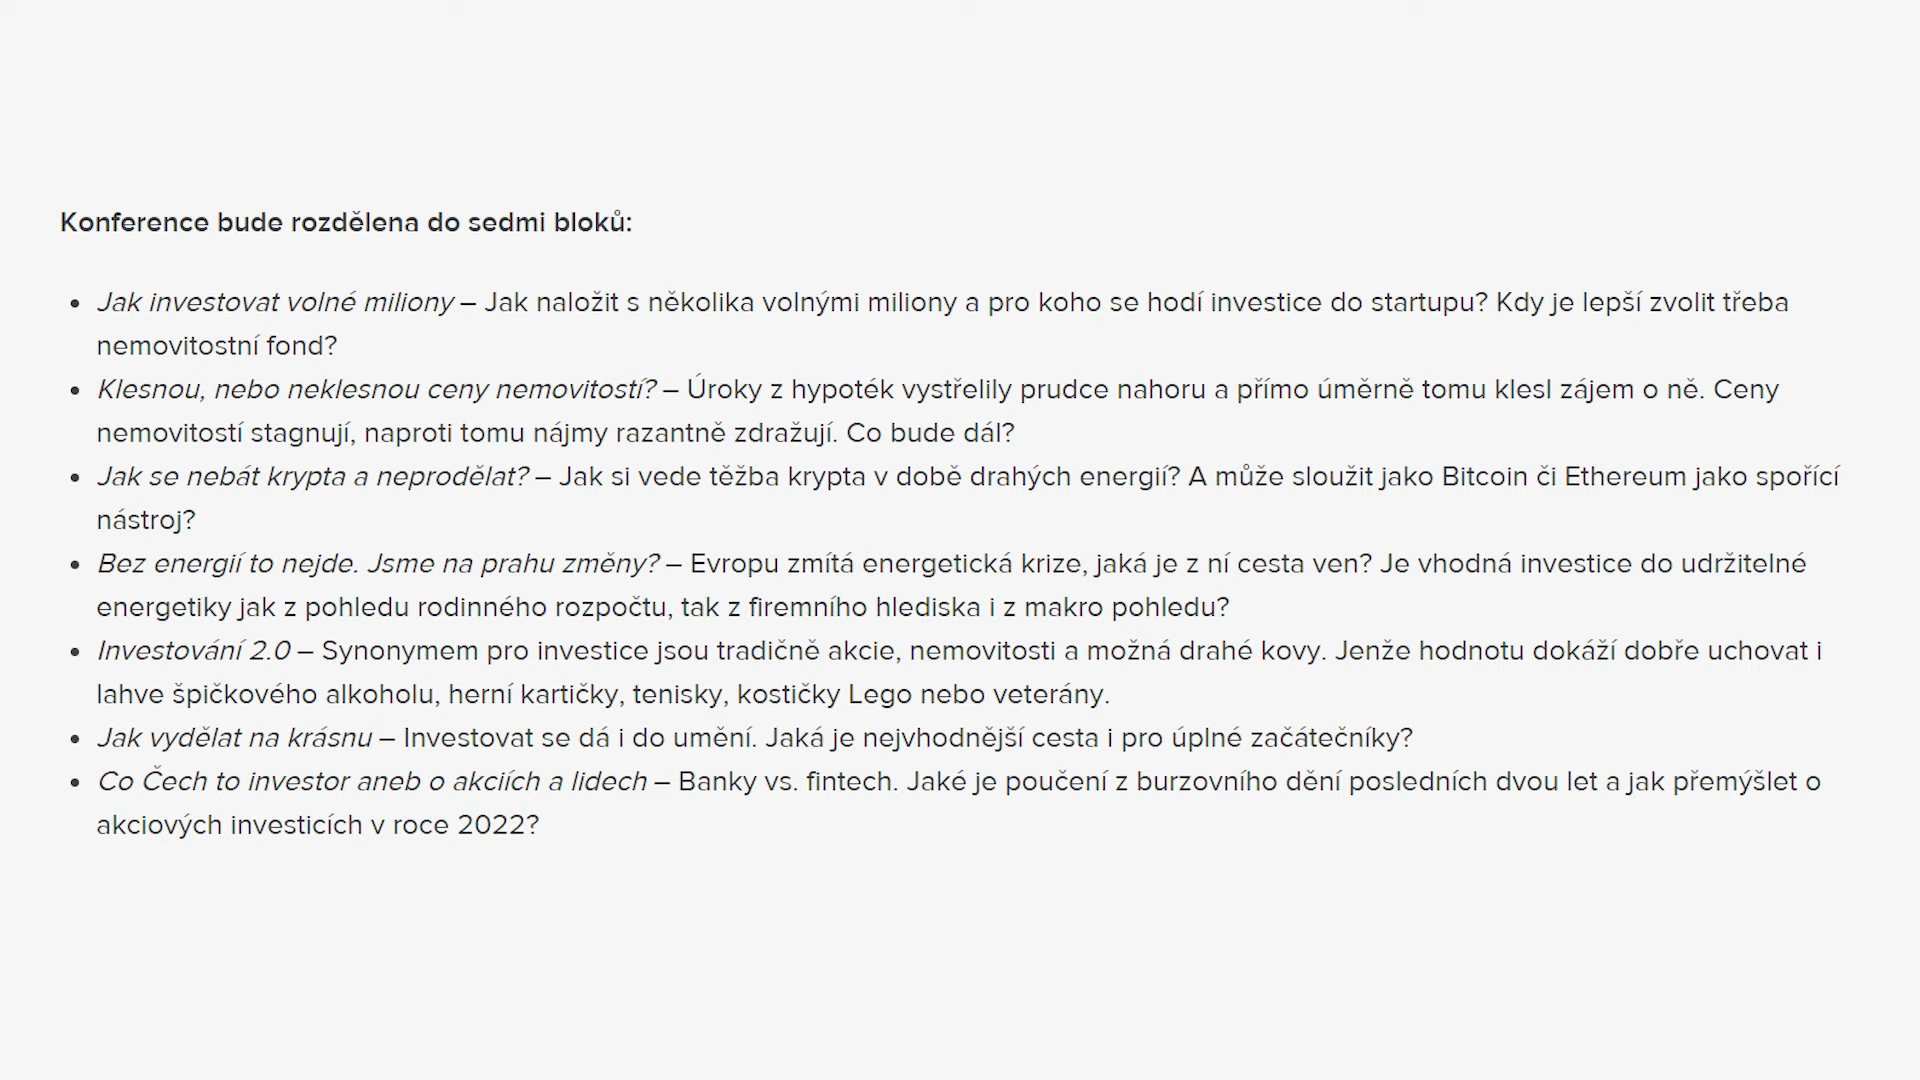 Konference bude rozdělena do sedmi bloků:
• Jak investovat volné miliony – Jak naložit s několika volnými miliony a pro koho se hodí investice do startupu? Kdy je lepší zvolit třeba
nemovitostní fond?
• Klesnou, nebo neklesnou ceny nemovitostí? – Úroky z hypoték vystřelily prudce nahoru a přímo úměrně tomu klesl zájem o ně. Ceny
nemovitostí stagnují, naproti tomu nájmy razantně zdražují. Co bude dál?
• Jak se nebát krypta a neprodělat? – Jak si vede těžba krypta v době drahých energií? A může sloužit jako Bitcoin či Ethereum jako spořící
nástroj?
• Bez energií to nejde. Jsme na prahu změny? – Evropu zmítá energetická krize, jaká je z ní cesta ven? Je vhodná investice do udržitelné
energetiky jak z pohledu rodinného rozpočtu, tak z firemního hlediska i z makro pohledu?
• Investování 2.0 – Synonymem pro investice jsou tradičně akcie, nemovitosti a možná drahé kovy. Jenže hodnotu dokáží dobře uchovat i
lahve špičkového alkoholu, herní kartičky, tenisky, kostičky Lego nebo veterány.
• Jak vydělat na krásnu – Investovat se dá i do umění. Jaká je nejvhodnější cesta i pro úplné začátečníky?
• Co Čech to investor aneb o akciích a lidech – Banky vs. fintech. Jaké je poučení z burzovního dění posledních dvou let a jak přemýšlet o
akciových investicích v roce 2022?